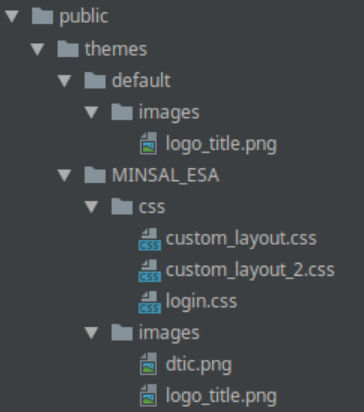 public
themes
default
images
logo_title.png
MINSAL_ESA
css
custom_layout.css
custom_layout_2.css
login.css
images
dtic.png
logo_title.png